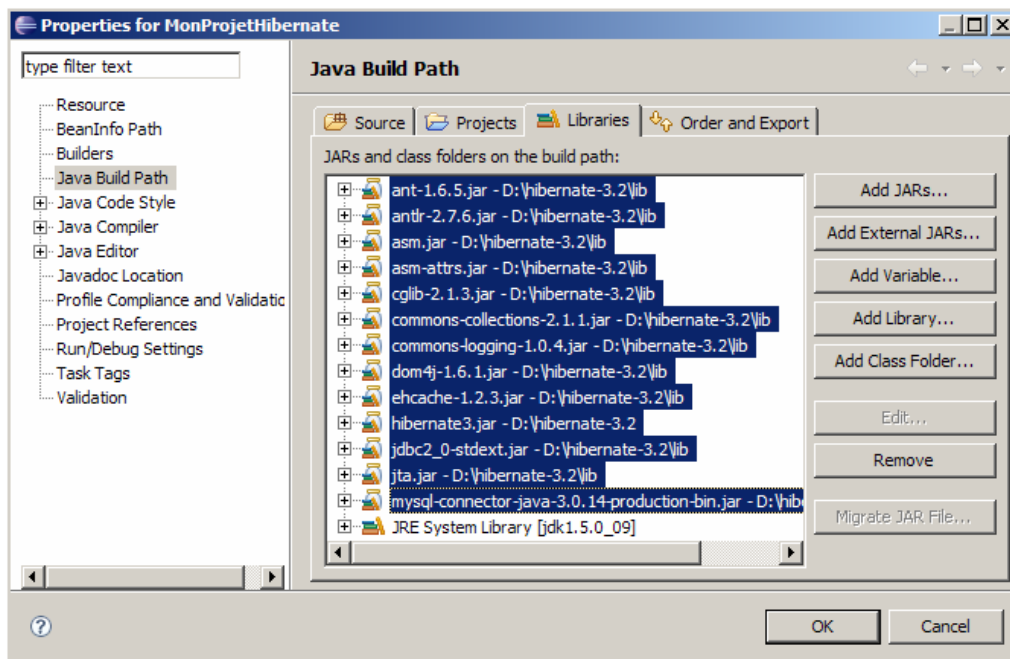 Properties for MonProjetHibernate
type filter text
Resource
BeanInfo Path
Builders
Java Build Path
Java Code Style
Java Compiler
Java Editor
Javadoc Location
Profile Compliance and Validatic
Project References
Run/Debug Settings
Task Tags
Validation
Java Build Path
Source
Projects
Libraries
Order and Export
JARs and class folders on the build path:
ant-1.6.5.jar - D:\hibernate-3.2\lib
antlr-2.7.6.jar - D:\hibernate-3.2\lib
asm.jar - D:\hibernate-3.2\lib
asm-attrs.jar - D:\hibernate-3.2\lib
cglib-2.1.3.jar - D:\hibernate-3.2\lib
commons-collections-2.1.1.jar - D:\hibernate-3.2\lib
commons-logging-1.0.4.jar - D:\hibernate-3.2\lib
dom4j-1.6.1.jar - D:\hibernate-3.2\lib
ehcache-1.2.3.jar - D:\hibernate-3.2\lib
hibernate3.jar - D:\hibernate-3.2
jdbc2_0-stdext.jar - D:\hibernate-3.2\lib
jta.jar - D:\hibernate-3.2\lib
mysql-connector-java-3.0.14-production-bin.jar - D:\hib
JRE System Library [jdk1.5.0_09]
Add JARs...
Add External JARs...
Add Variable...
Add Library...
Add Class Folder...
Edit...
Remove
Migrate JAR File...
?
OK
Cancel